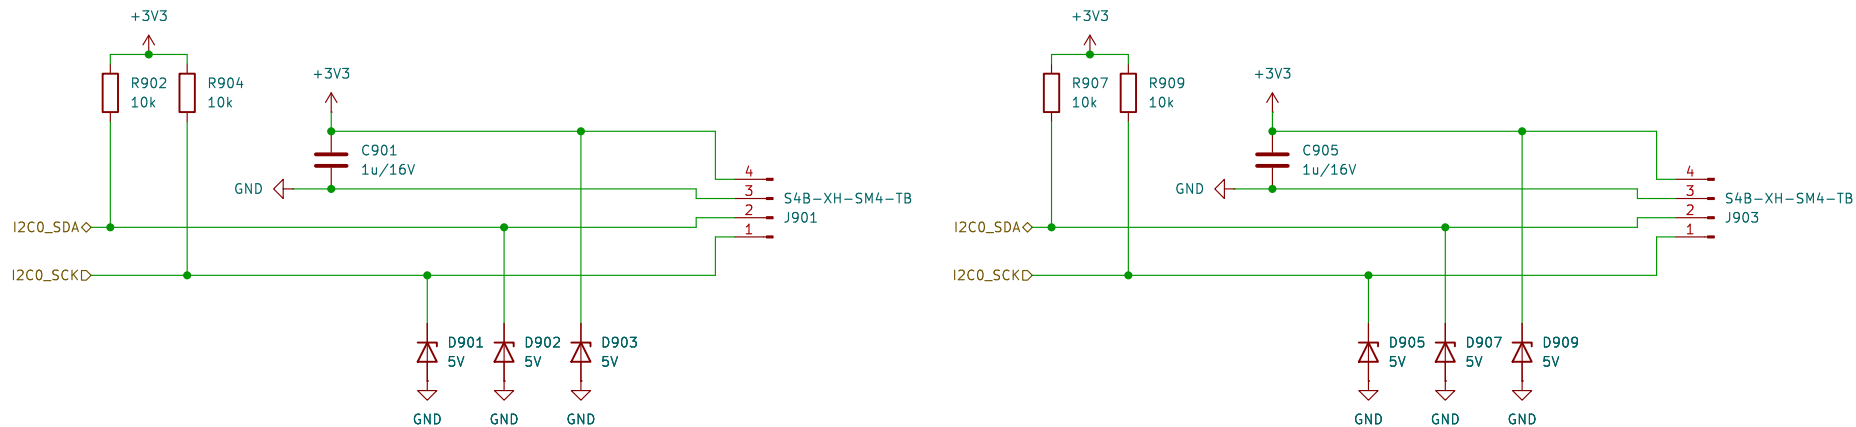 +3V3
R902
10k
R904
10k
+3V3
C901
1u/16V
GND
I2C0_SDA
I2C0_SCK
4
3
2
1
S4B-XH-SM4-TB
J901
D901
5V
D902
5V
D903
5V
GND
GND
GND
+3V3
R907
10k
R909
10k
+3V3
C905
1u/16V
GND
I2C0_SDA
I2C0_SCK
4
3
2
1
S4B-XH-SM4-TB
J903
D905
5V
D907
5V
D909
5V
GND
GND
GND